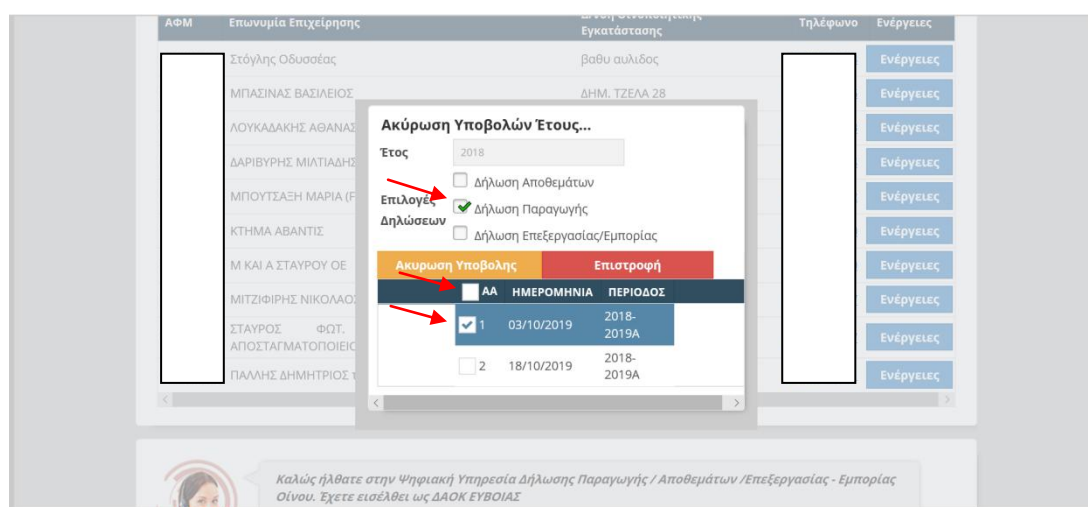 ΑΦΜ Επωνυμία Επιχείρησης Τηλέφωνο Ενέργειες
Εγκατάστασης
Στόγλης Οδυσσέας βαθυ αυλιδος Ενέργειες
ΜΠΑΣΙΝΑΣ ΒΑΣΙΛΕΙΟΣ ΔΗΜ. ΤΖΕΛΑ 28 Ενέργειες
ΛΟΥΚΑΔΑΚΗΣ ΑΘΑΝΑΣ Ενέργειες
ΔΑΡΙΒΥΡΗΣ ΜΙΛΤΙΑΔΗΣ Ενέργειες
ΜΠΟΥΤΣΑΞΗ ΜΑΡΙΑ (F Ενέργειες
ΚΤΗΜΑ ΑΒΑΝΤΙΣ Ενέργειες
Μ ΚΑΙ Α ΣΤΑΥΡΟΥ ΟΕ Ενέργειες
ΜΙΤΖΙΦΙΡΗΣ ΝΙΚΟΛΑΟΣ Ενέργειες
ΣΤΑΥΡΟΣ ΦΩΤ. Ενέργειες
ΑΠΟΣΤΑΓΜΑΤΟΠΟΙΕΙΟ
ΠΑΛΛΗΣ ΔΗΜΗΤΡΙΟΣ Ενέργειες
Ακύρωση Υποβολών Έτους...
Έτος 2018
Επιλογές Δηλώσεων
Δήλωση Αποθεμάτων
Δήλωση Παραγωγής
Δήλωση Επεξεργασίας/Εμπορίας
Ακυρωση Υποβολης Επιστροφή
ΑΑ ΗΜΕΡΟΜΗΝΙΑ ΠΕΡΙΟΔΟΣ
1 03/10/2019 2018-
2019Α
2 18/10/2019 2018-
2019Α
Καλώς ήλθατε στην Ψηφιακή Υπηρεσία Δήλωσης Παραγωγής / Αποθεμάτων /Επεξεργασίας - Εμπορίας
Οίνου. Έχετε εισέλθει ως ΔΑΟΚ ΕΥΒΟΙΑΣ